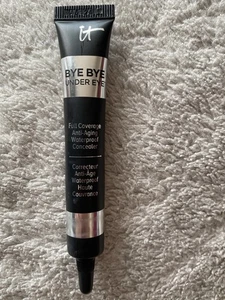 it
BYE BYE
UNDER EYE
Full Coverage
Anti-Aging
Waterproof
Concealer
Correcteur
Anti-Âge
Waterproof
Haute
Couvrance